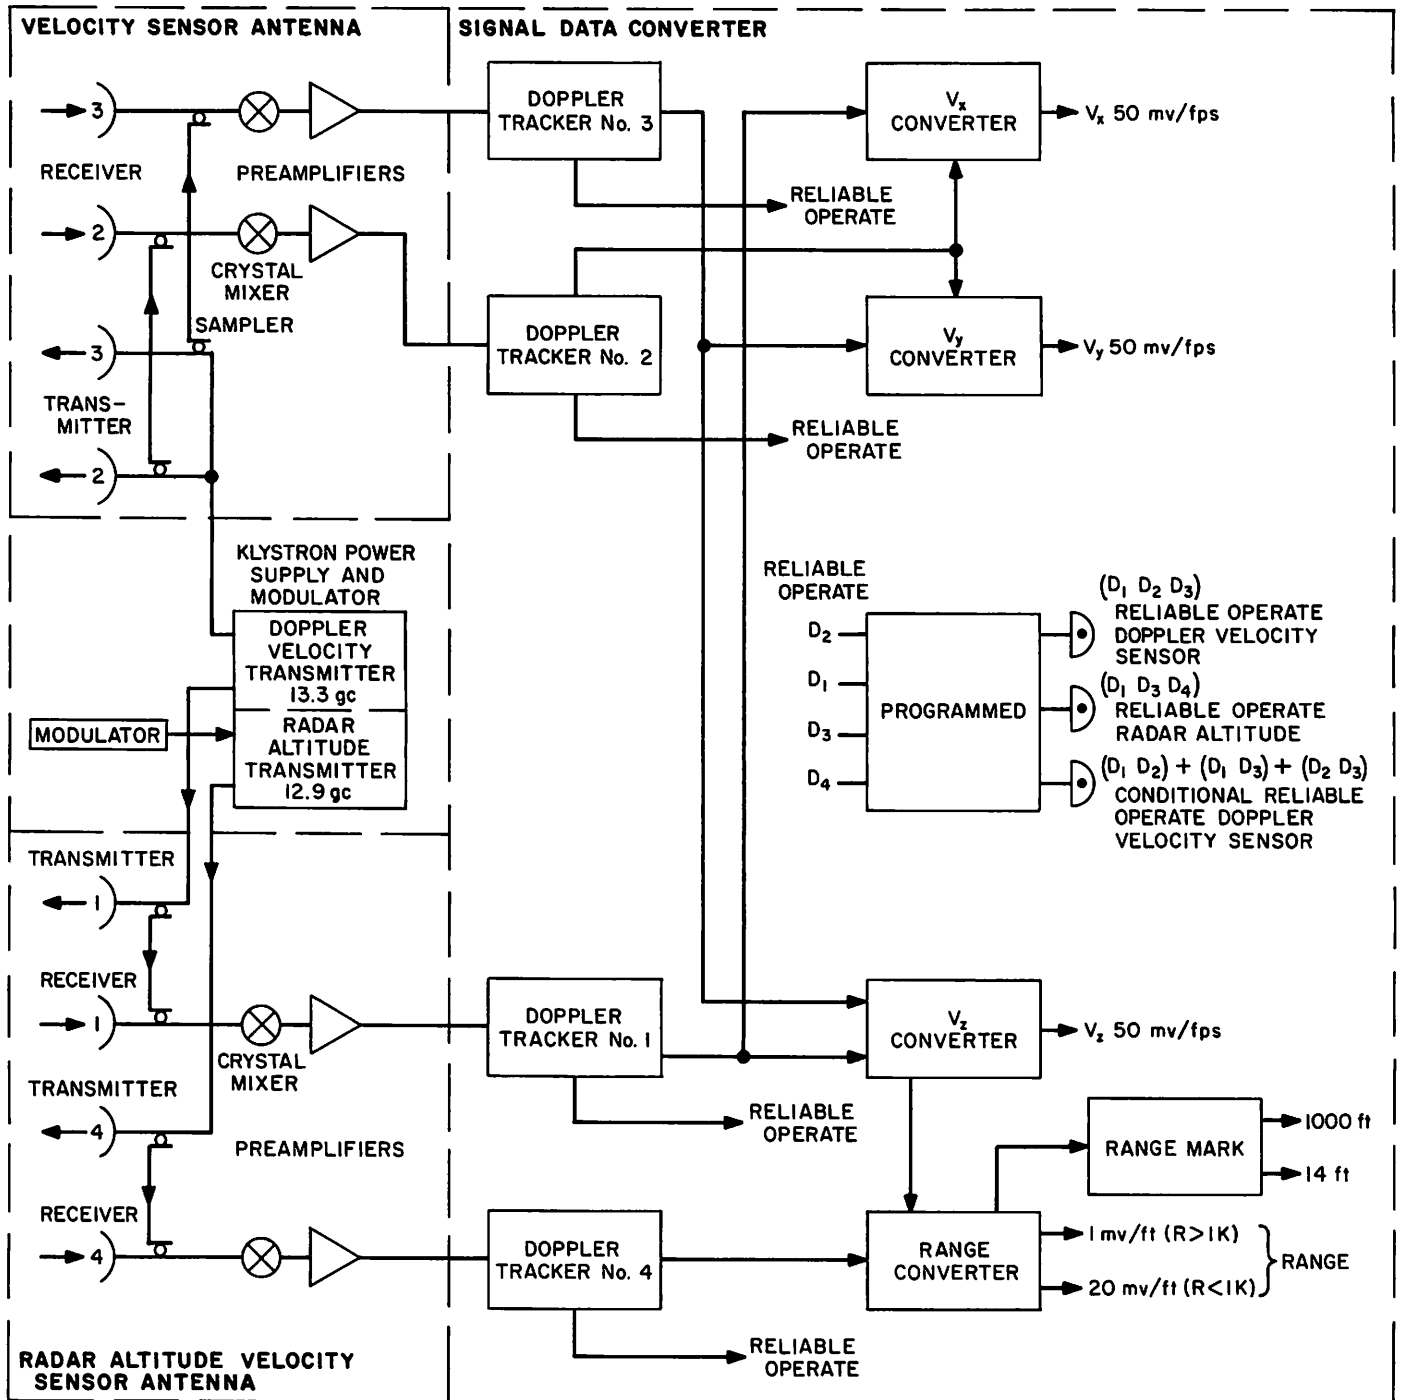 VELOCITY SENSOR ANTENNA
SIGNAL DATA CONVERTER
3
RECEIVER
PREAMPLIFIERS
2
CRYSTAL
MIXER
SAMPLER
3
TRANS-
MITTER
2
DOPPLER
TRACKER No. 3
RELIABLE
OPERATE
DOPPLER
TRACKER No. 2
RELIABLE
OPERATE
Vx
CONVERTER
Vx 50 mv/fps
Vy
CONVERTER
Vy 50 mv/fps
KLYSTRON POWER
SUPPLY AND
MODULATOR
DOPPLER
VELOCITY
TRANSMITTER
13.3 gc
MODULATOR
RADAR
ALTITUDE
TRANSMITTER
12.9 gc
RELIABLE
OPERATE
D2
D1
D3
D4
PROGRAMMED
(D1 D2 D3)
RELIABLE OPERATE
DOPPLER VELOCITY
SENSOR
(D1 D3 D4)
RELIABLE OPERATE
RADAR ALTITUDE
(D1 D2) + (D1 D3) + (D2 D3)
CONDITIONAL RELIABLE
OPERATE DOPPLER
VELOCITY SENSOR
TRANSMITTER
1
RECEIVER
1
CRYSTAL
MIXER
TRANSMITTER
4
PREAMPLIFIERS
RECEIVER
4
DOPPLER
TRACKER No. 1
RELIABLE
OPERATE
Vz
CONVERTER
Vz 50 mv/fps
RANGE MARK
1000 ft
14 ft
DOPPLER
TRACKER No. 4
RELIABLE
OPERATE
RANGE
CONVERTER
1 mv/ft (R>1K)
20 mv/ft (R<1K)
RANGE
RADAR ALTITUDE VELOCITY
SENSOR ANTENNA